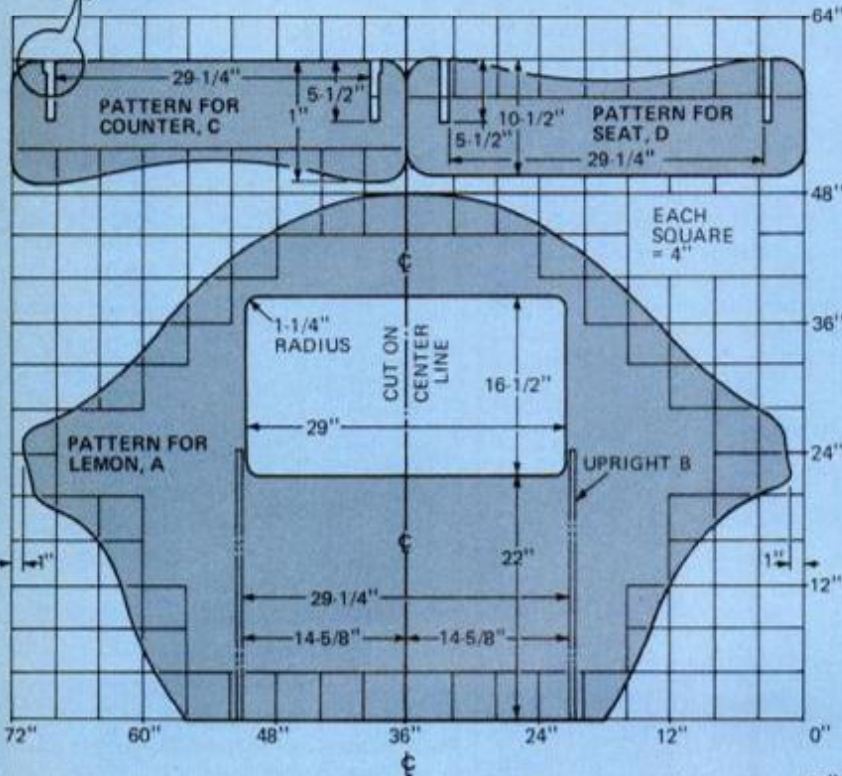 64"
29-1/4"
5-1/2"
PATTERN FOR
COUNTER, C
1"
10-1/2"
5-1/2"
PATTERN FOR
SEAT, D
29-1/4"
48"
EACH
SQUARE
= 4"
℄
1-1/4"
RADIUS
CUT ON
CENTER
LINE
36"
16-1/2"
29"
PATTERN FOR
LEMON, A
24"
UPRIGHT B
℄
22"
1"
1"
12"
29-1/4"
14-5/8"
14-5/8"
72"
60"
48"
36"
24"
12"
0"
℄